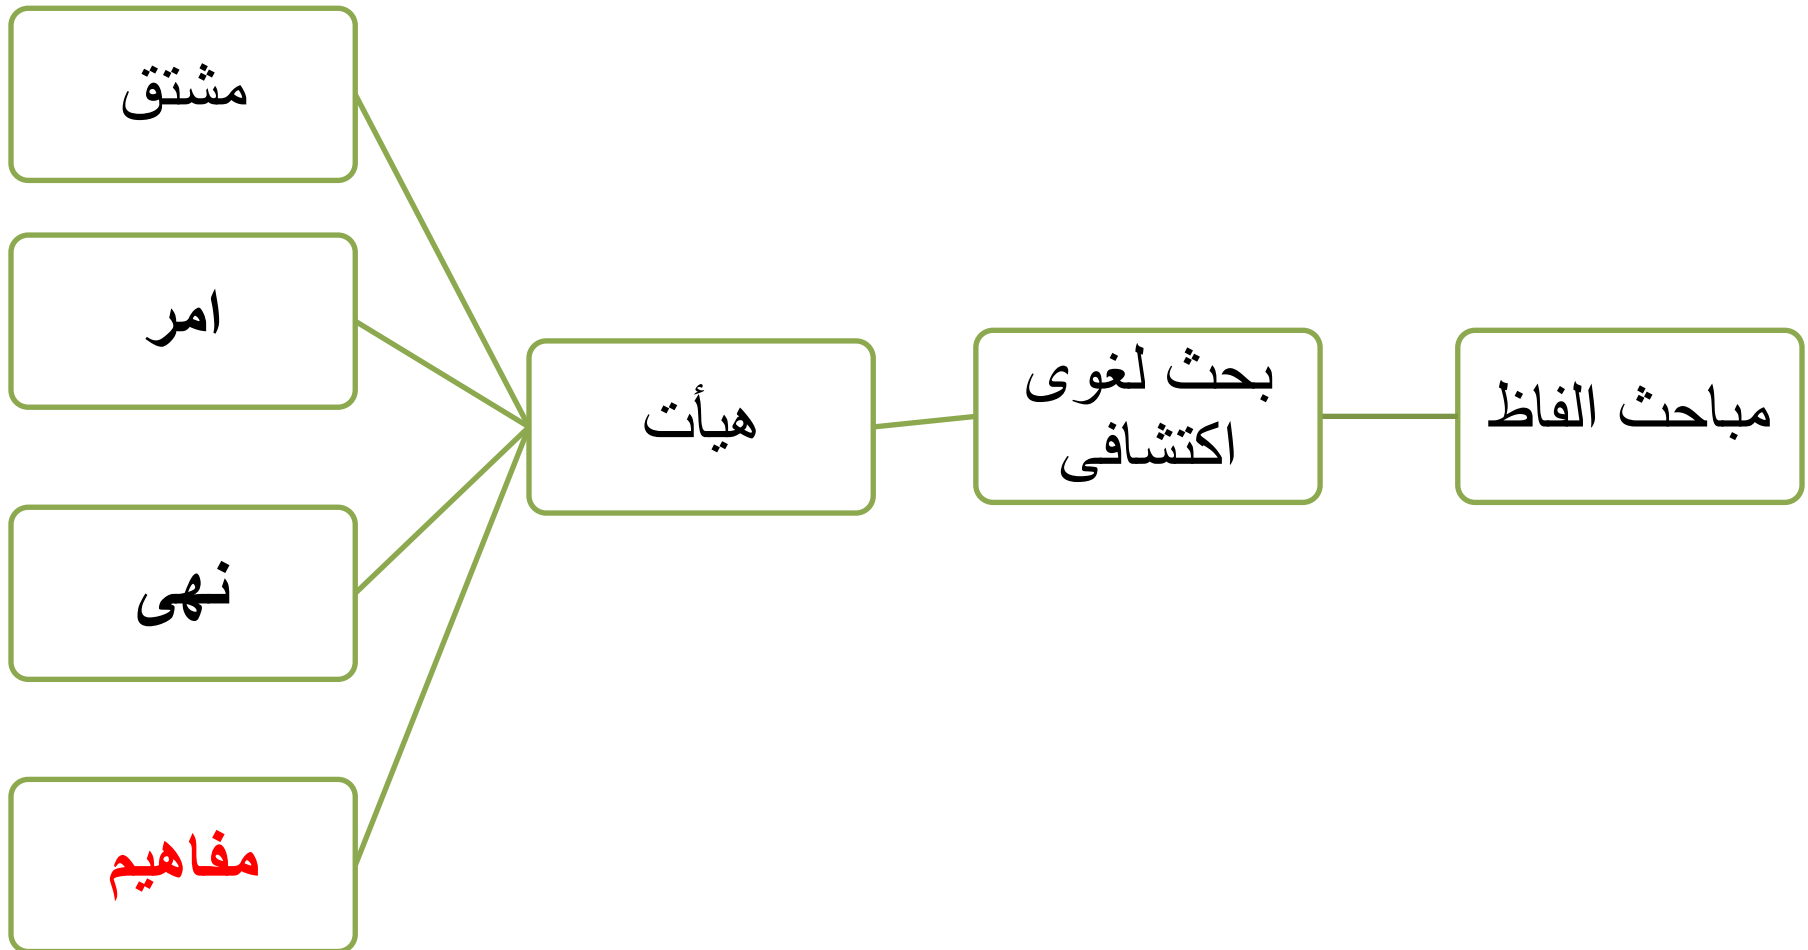 مباحث الفاظ
بحث لغوی
اکتشافی
هیأت
مشتق
امر
نهی
مفاهیم